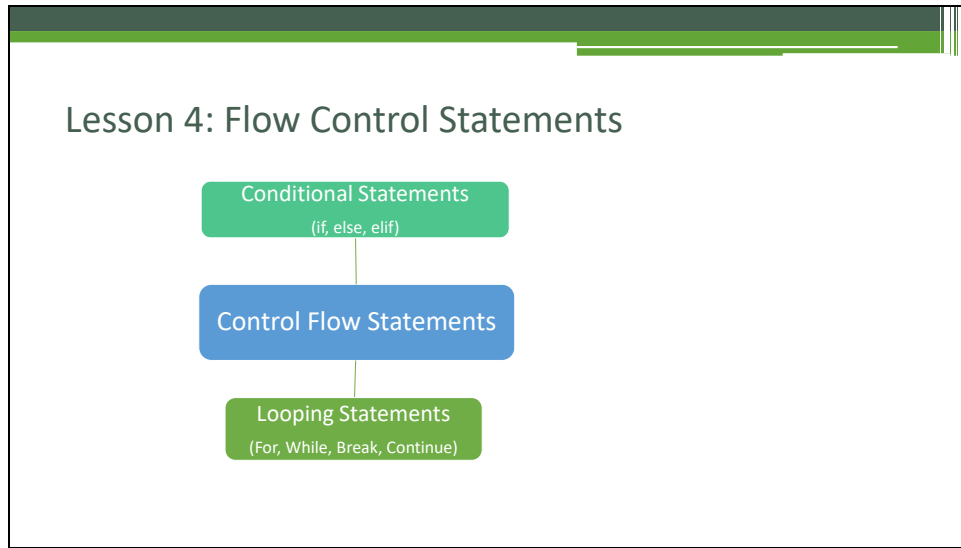 Lesson 4: Flow Control Statements
Conditional Statements
(if, else, elif)
Control Flow Statements
Looping Statements
(For, While, Break, Continue)